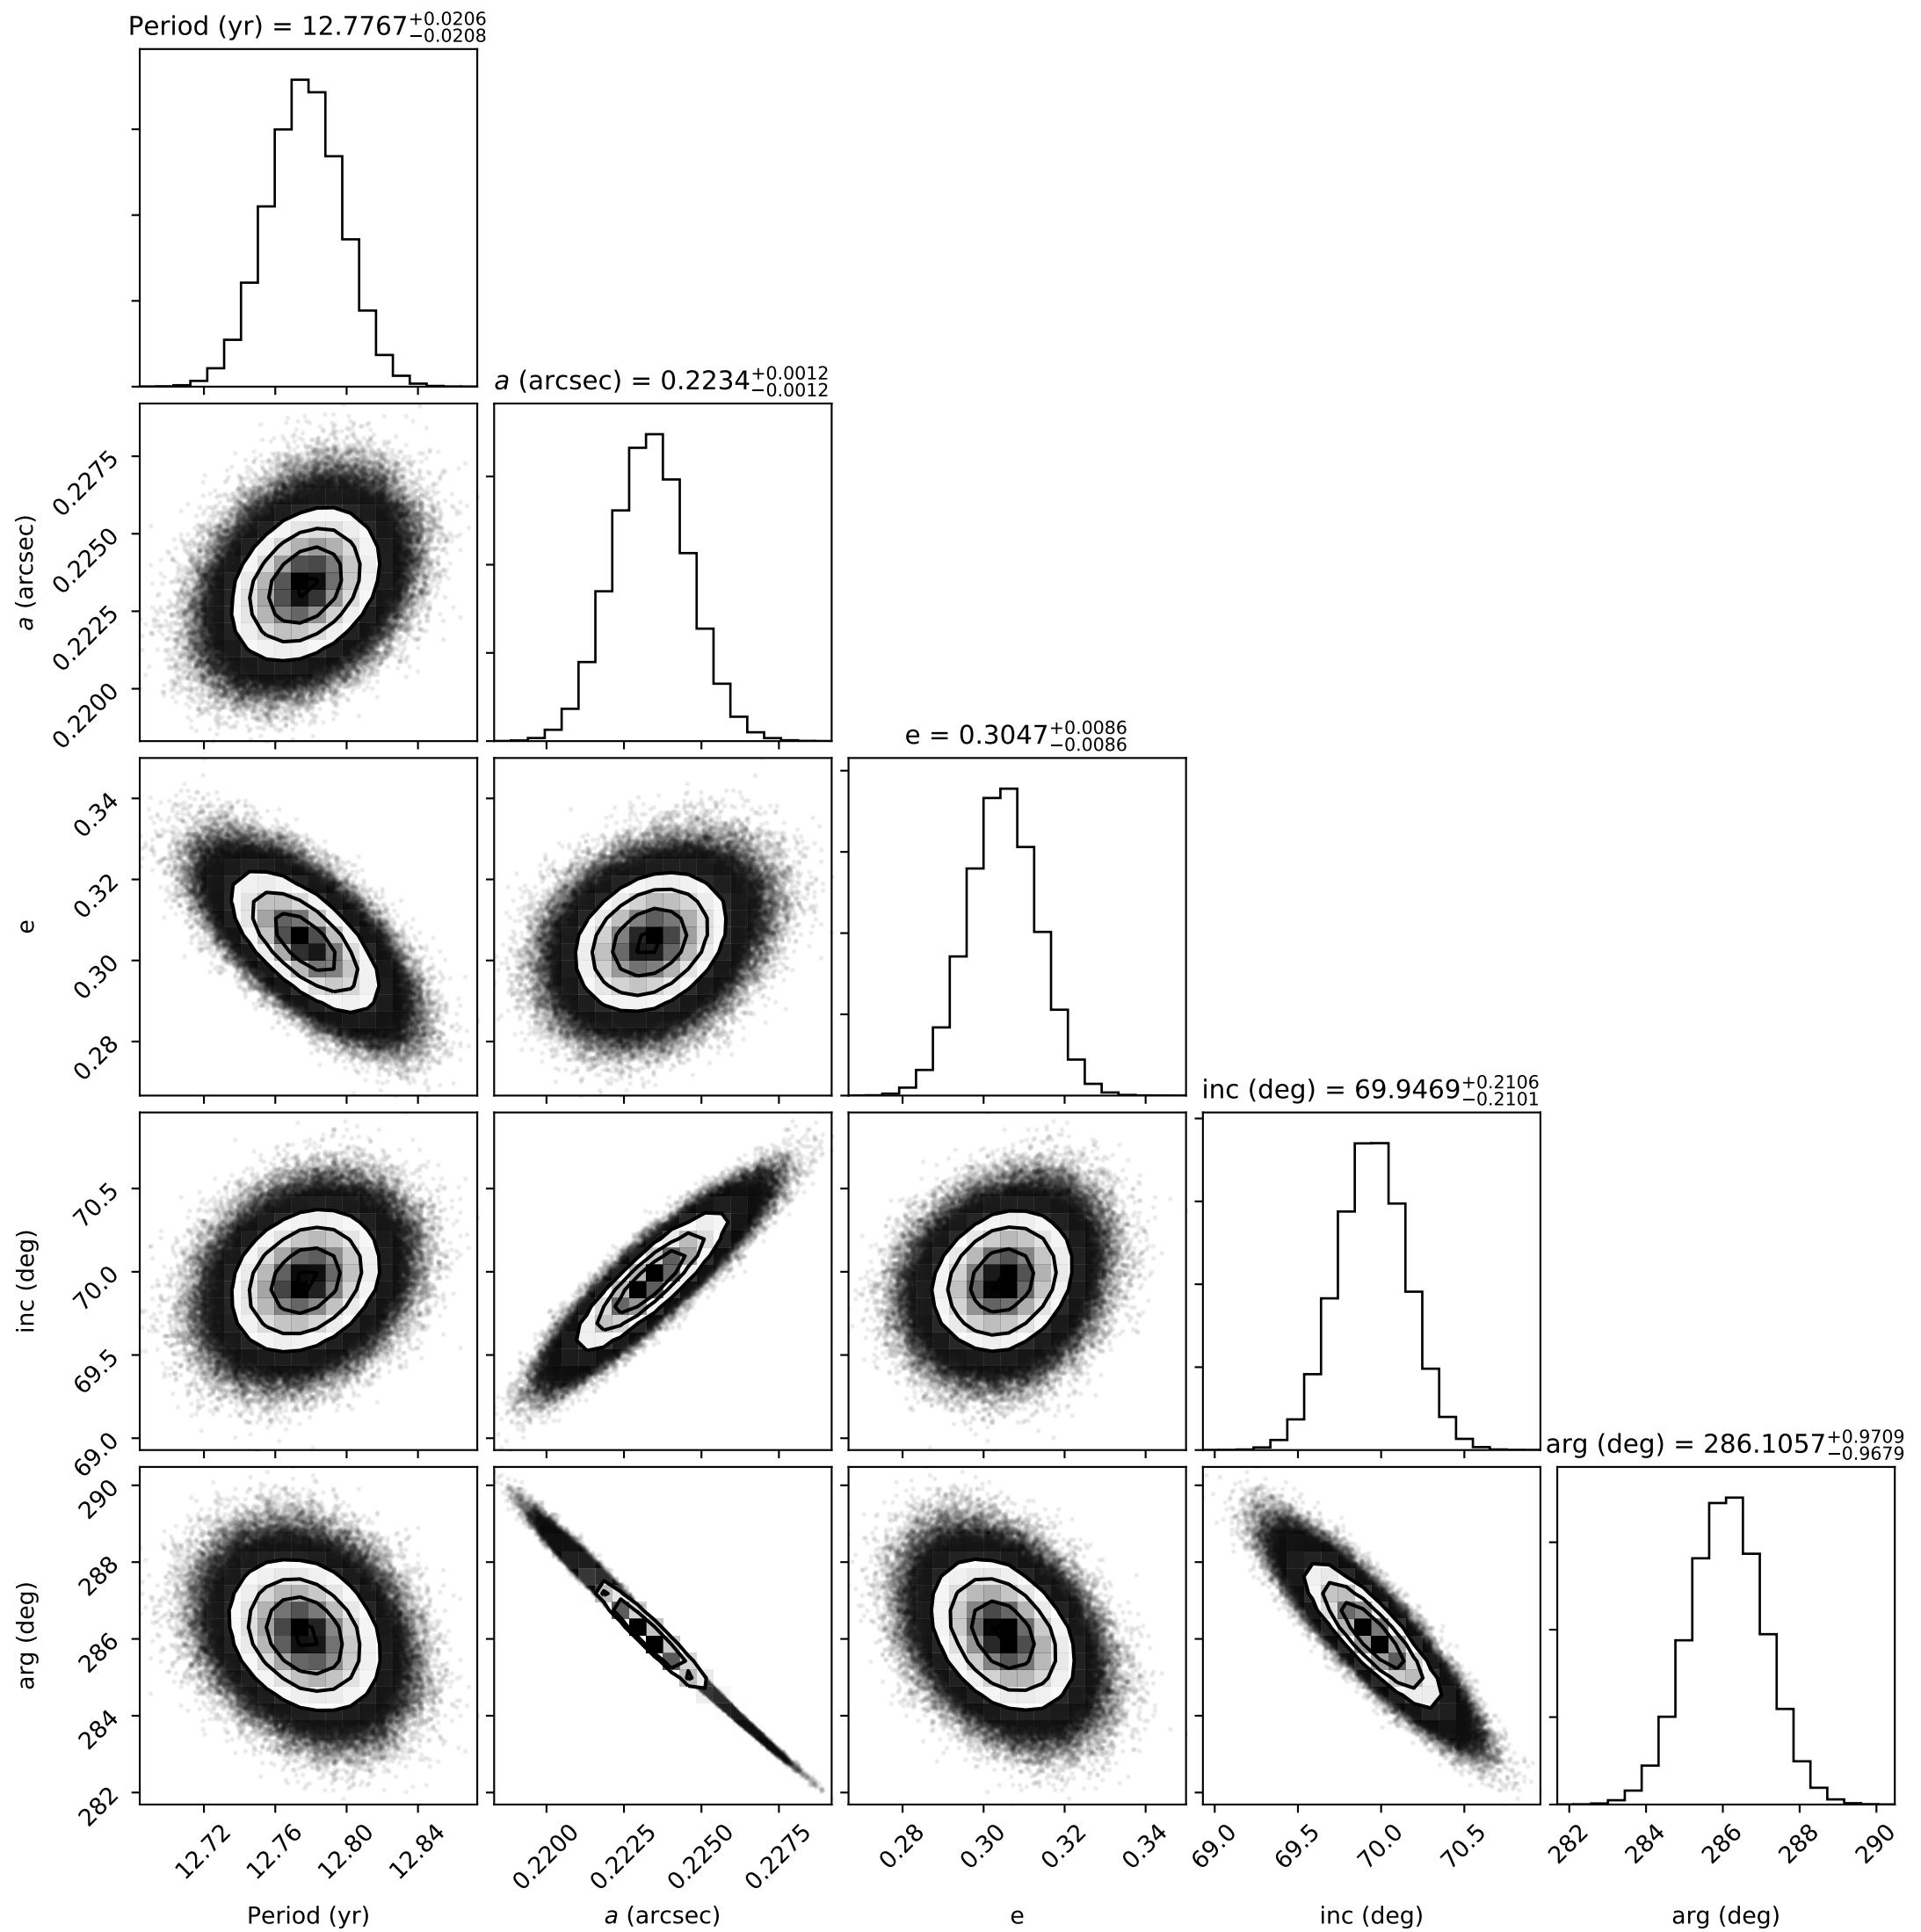 Period (yr) = 12.7767+0.0206 −0.0208
a (arcsec) = 0.2234+0.0012 −0.0012
0.2275
0.2250
0.2225
0.2200
a (arcsec)
e = 0.3047+0.0086 −0.0086
0.34
0.32
0.30
0.28
e
inc (deg) = 69.9469+0.2106 −0.2101
70.5
70.0
69.5
69.0
inc (deg)
arg (deg) = 286.1057+0.9709 −0.9679
290
288
286
284
282
arg (deg)
12.72 12.76 12.80 12.84 0.2200 0.2225 0.2250 0.2275 0.28 0.30 0.32 0.34 69.0 69.5 70.0 70.5 282 284 286 288 290
Period (yr) a (arcsec) e inc (deg) arg (deg)